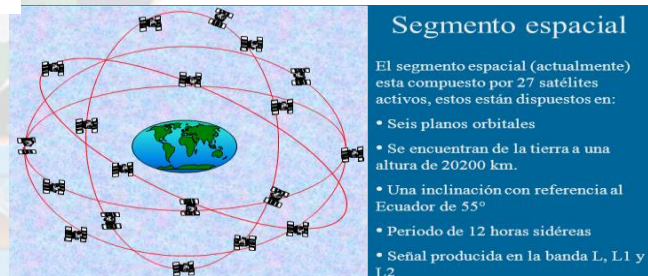 Segmento espacial
El segmento espacial (actualmente)
esta compuesto por 27 satélites
activos, estos están dispuestos en:
• Seis planos orbitales
• Se encuentran de la tierra a una
altura de 20200 km.
• Una inclinación con referencia al
Ecuador de 55°
• Periodo de 12 horas sidéreas
• Señal producida en la banda L, L1 y
L2